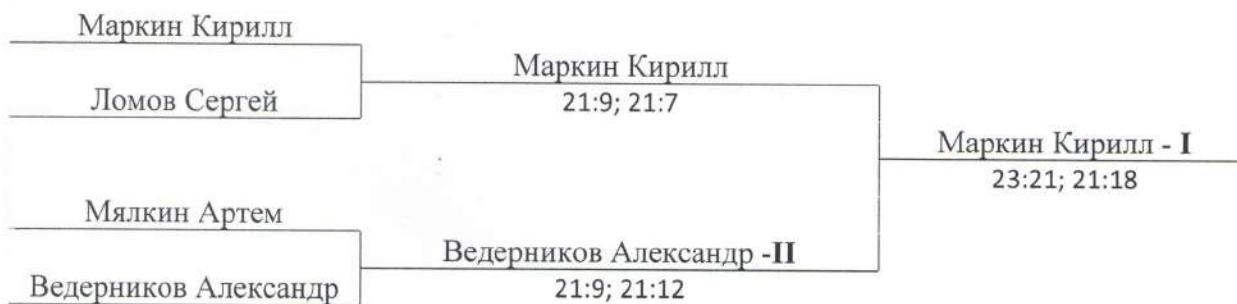 Маркин Кирилл
Ломов Сергей
Маркин Кирилл
21:9; 21:7
Маркин Кирилл - I
23:21; 21:18
Мялкин Артем
Ведерников Александр
Ведерников Александр -II
21:9; 21:12